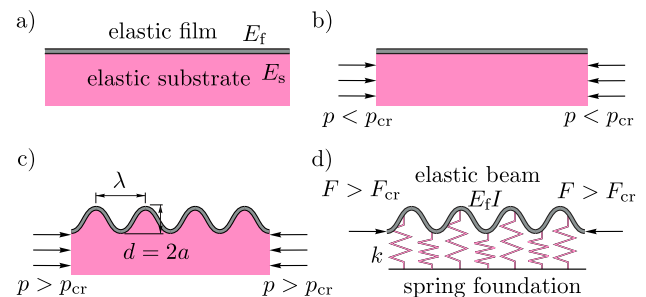 a)
elastic film E_f
elastic substrate E_s
b)
p < p_cr p < p_cr
c)
λ
d = 2a
p > p_cr p > p_cr
d)
elastic beam
F > F_cr E_f I F > F_cr
k
spring foundation